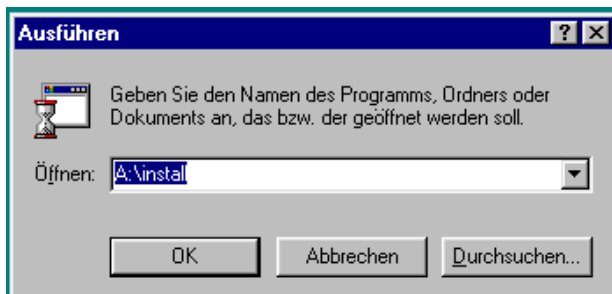 Ausführen
Geben Sie den Namen des Programms, Ordners oder
Dokuments an, das bzw. der geöffnet werden soll.
Öffnen: A:\install
OK Abbrechen Durchsuchen...